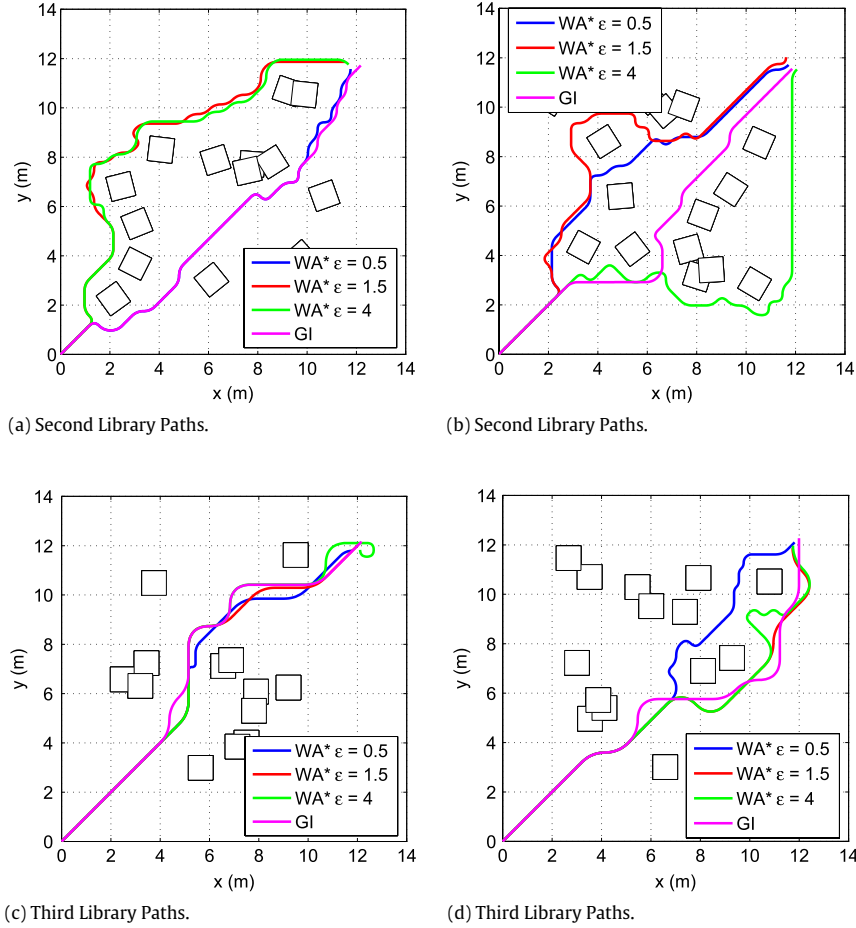 14
12
10
8
6
4
2
0
y (m)
0 2 4 6 8 10 12 14
x (m)
WA* ε = 0.5
WA* ε = 1.5
WA* ε = 4
GI
(a) Second Library Paths.
14
12
10
8
6
4
2
0
y (m)
0 2 4 6 8 10 12 14
x (m)
WA* ε = 0.5
WA* ε = 1.5
WA* ε = 4
GI
(b) Second Library Paths.
14
12
10
8
6
4
2
0
y (m)
0 2 4 6 8 10 12 14
x (m)
WA* ε = 0.5
WA* ε = 1.5
WA* ε = 4
GI
(c) Third Library Paths.
14
12
10
8
6
4
2
0
y (m)
0 2 4 6 8 10 12 14
x (m)
WA* ε = 0.5
WA* ε = 1.5
WA* ε = 4
GI
(d) Third Library Paths.